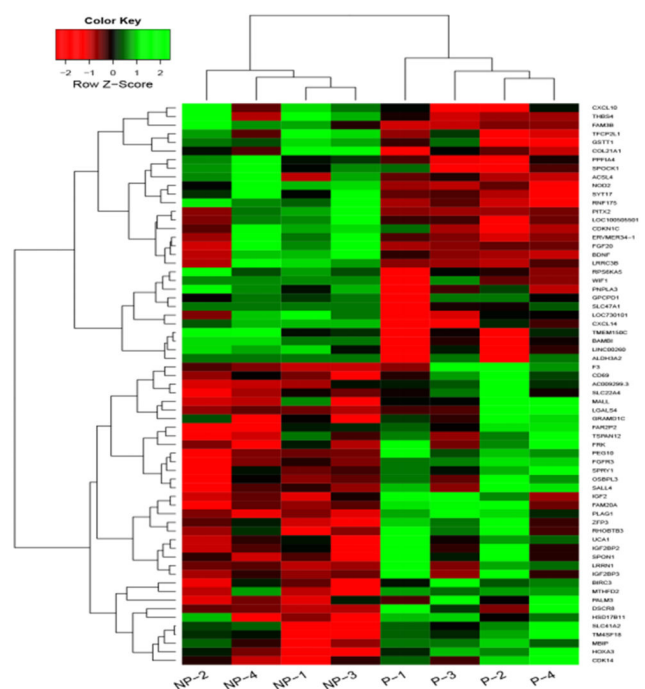 Color Key
−2 −1 0 1 2
Row Z−Score
CXCL10
THBS4
FAM3B
TFCP2L1
GSTT1
COL21A1
PPFIA4
SPOCK1
ACSL4
NOD2
SYT17
RNF175
PITX2
LOC100505501
CDKN1C
ERVMER34−1
FGF20
BDNF
LRRC3B
RPS6KA5
WIF1
PNPLA3
GPCPD1
SLC47A1
LOC730101
CXCL14
TMEM158C
BAMBI
LINC00260
ALDH3A2
F3
CD69
AC009299.3
SLC22A4
MALL
LGALS4
GRAMD1C
FAR2P2
TSPAN12
FRK
PEG10
FGFR3
SPRY1
OSBPL3
SALL4
IGF2
FAM20A
PLAG1
ZFP3
RHOBTB3
UCA1
IGF2BP2
SPON1
LRRN1
IGF2BP3
BIRC3
MTHFD2
PALM3
DSCR8
HSD17B11
SLC41A2
TM4SF18
MBIP
HOXA3
CDK14
NP−2 NP−4 NP−1 NP−3 P−1 P−3 P−2 P−4